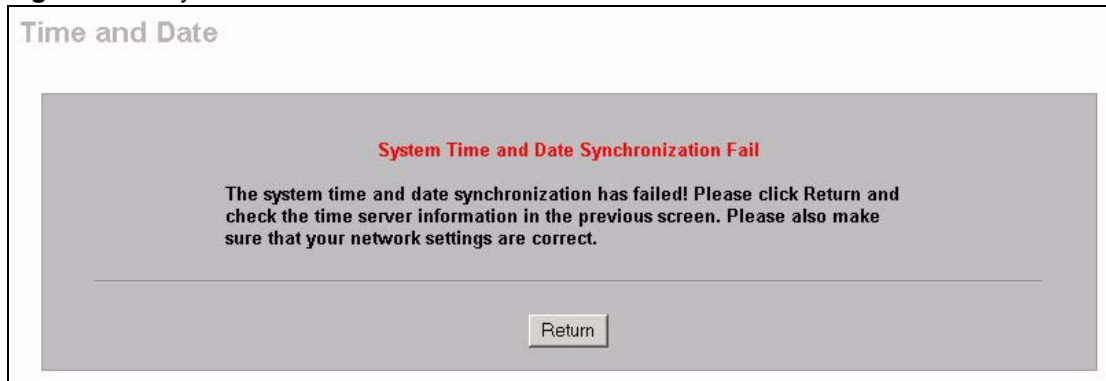 Time and Date
System Time and Date Synchronization Fail
The system time and date synchronization has failed! Please click Return and
check the time server information in the previous screen. Please also make
sure that your network settings are correct.
Return